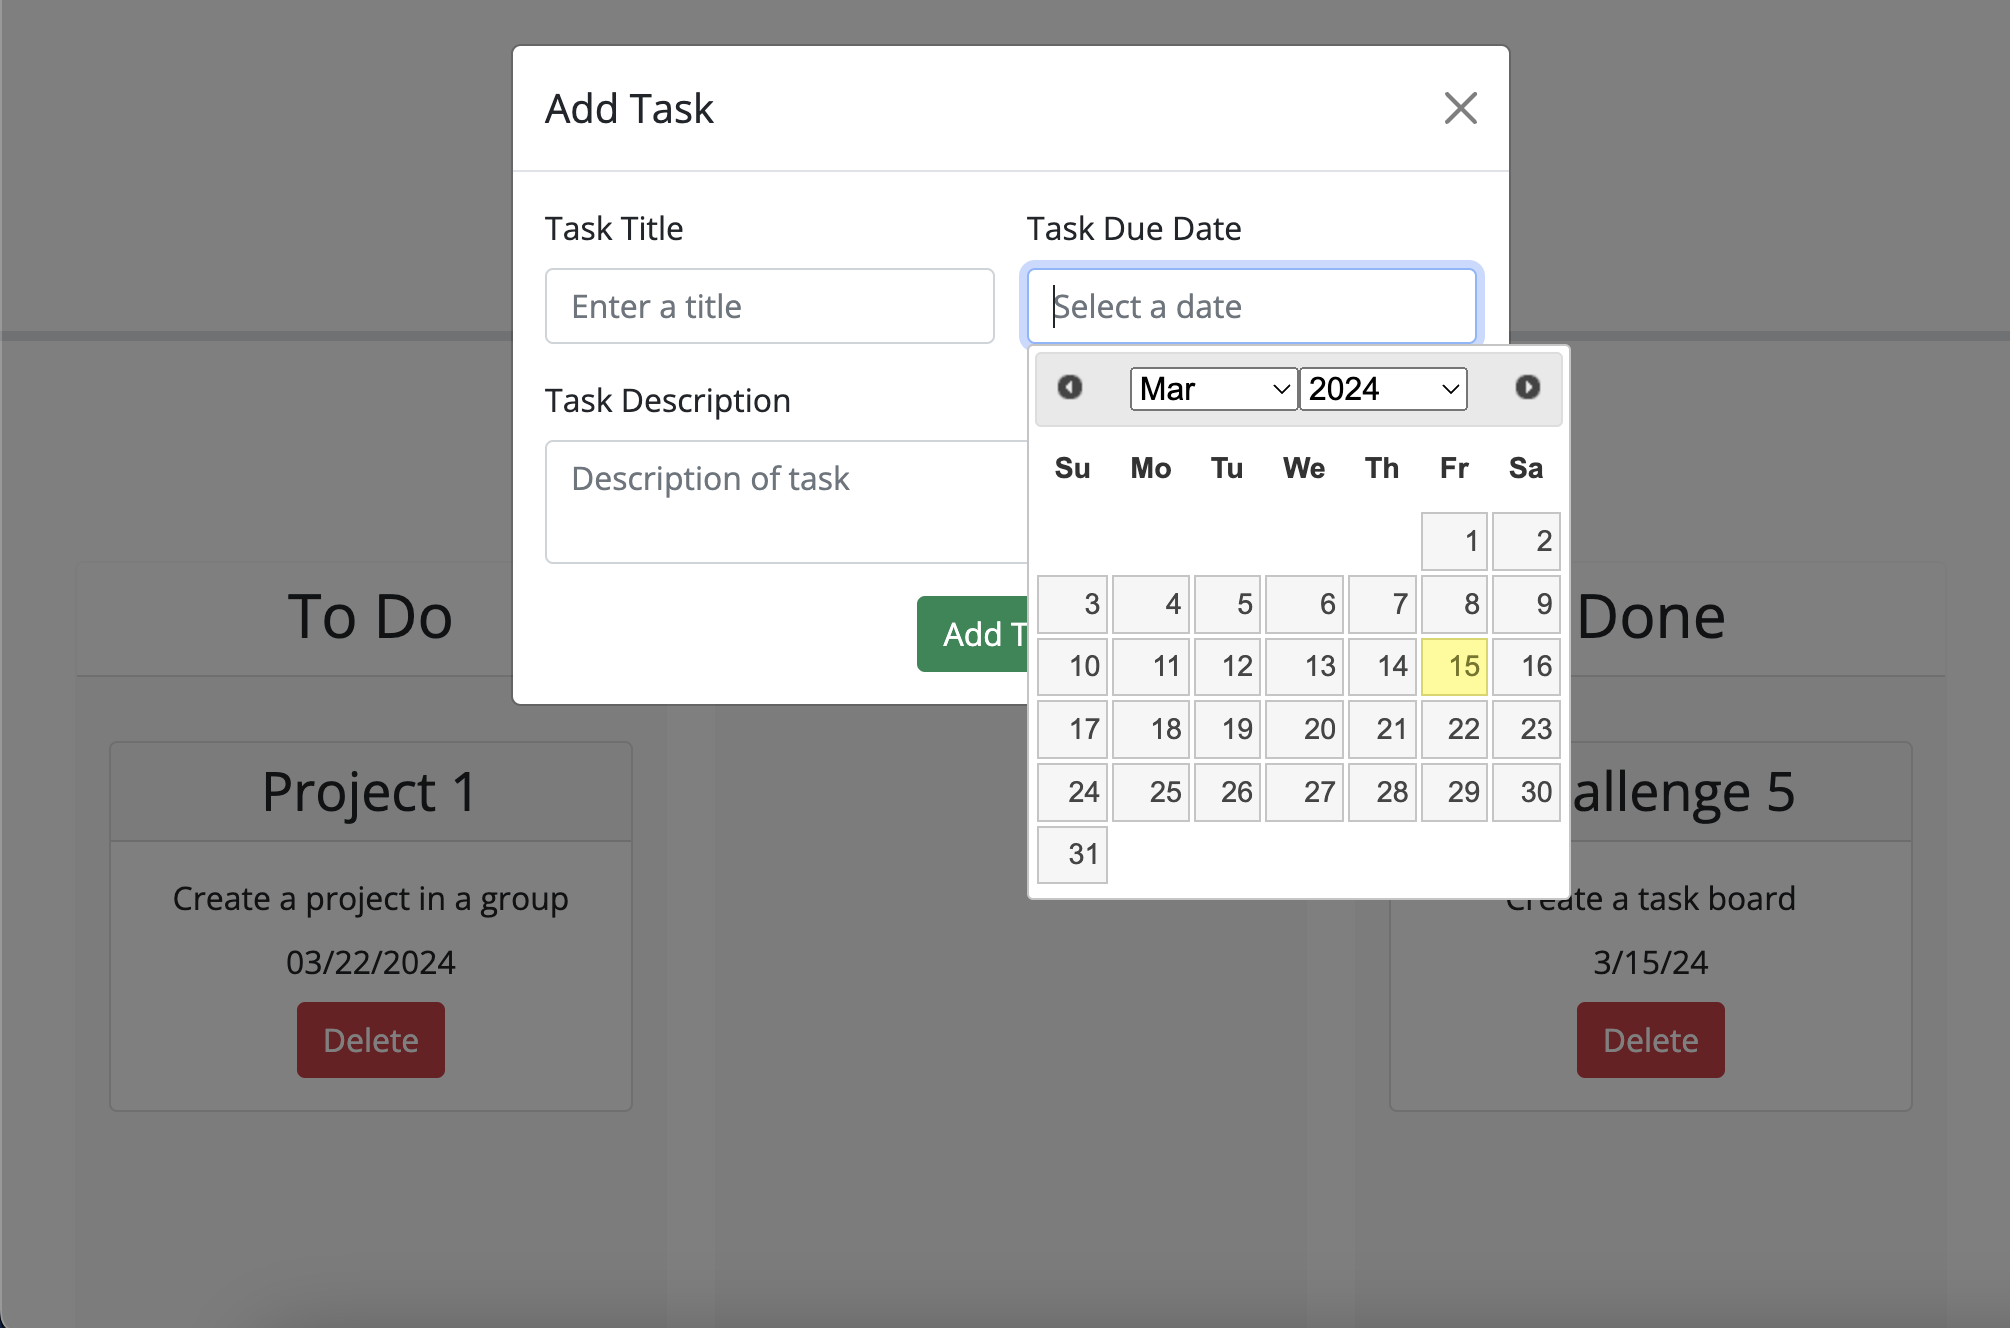 Add Task
Task Title
Enter a title
Task Due Date
Select a date
Task Description
Description of task
Add T
Mar 2024
Su Mo Tu We Th Fr Sa
1 2
3 4 5 6 7 8 9
10 11 12 13 14 15 16
17 18 19 20 21 22 23
24 25 26 27 28 29 30
31
To Do
Project 1
Create a project in a group
03/22/2024
Delete
Done
allenge 5
Create a task board
3/15/24
Delete